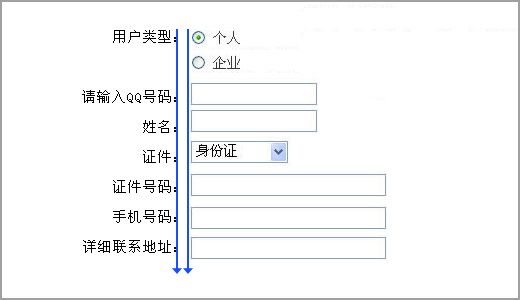 用户类型： 个人
企业
请输入QQ号码：
姓名：
证件： 身份证
证件号码：
手机号码：
详细联系地址：